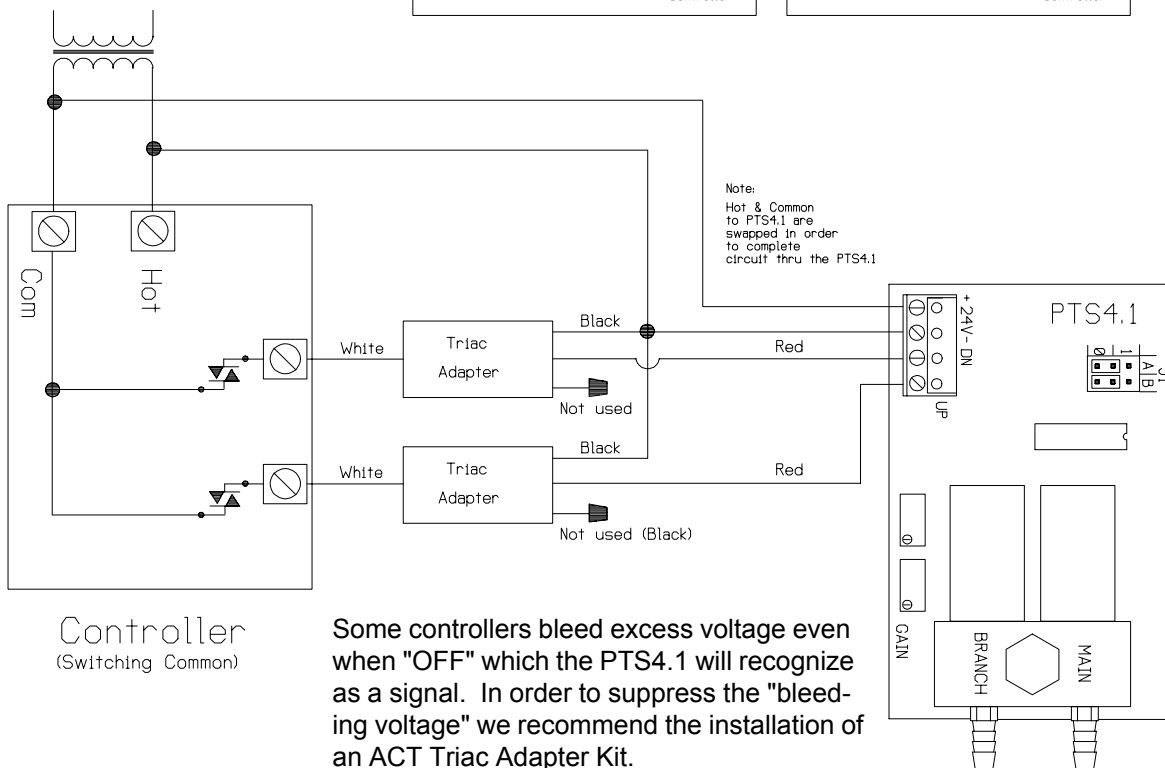 Note:
Hot & Common
to PTS4.1 are
swapped in order
to complete
circuit thru the PTS4.1
Com
Hot
White
Triac
Adapter
Black
Red
Not used
White
Triac
Adapter
Black
Red
Not used (Black)
+ 24V - DN
UP
PTS4.1
0 1
A
B
J1
GAIN
BRANCH
MAIN
Controller
(Switching Common)
Some controllers bleed excess voltage even
when "OFF" which the PTS4.1 will recognize
as a signal. In order to suppress the "bleed-
ing voltage" we recommend the installation of
an ACT Triac Adapter Kit.